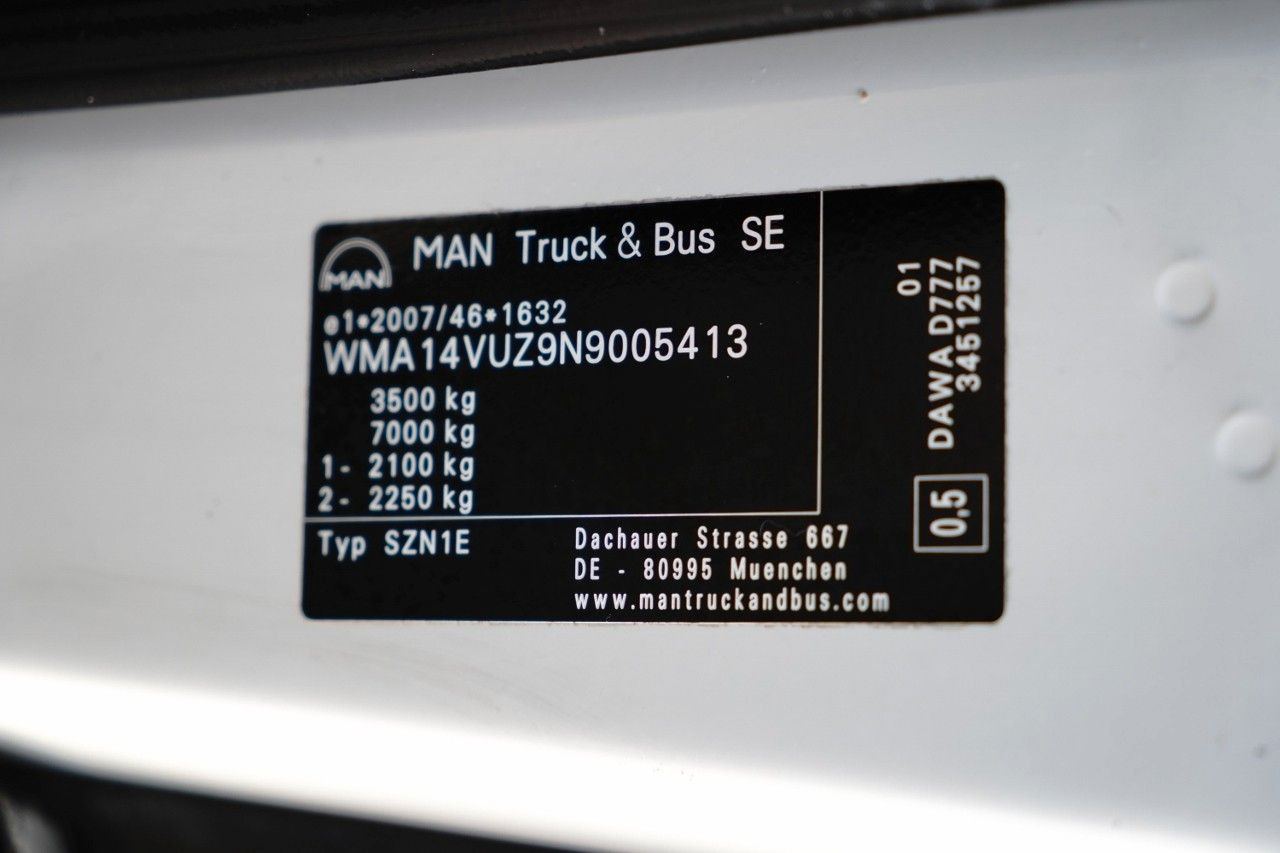 MAN
MAN Truck & Bus SE
e1*2007/46*1632
WMA14VUZ9N9005413
3500 kg
7000 kg
1- 2100 kg
2- 2250 kg
Typ SZN1E
Dachauer Strasse 667
DE - 80995 Muenchen
www.mantruckandbus.com
01
DAWA D777
3451257
0,5